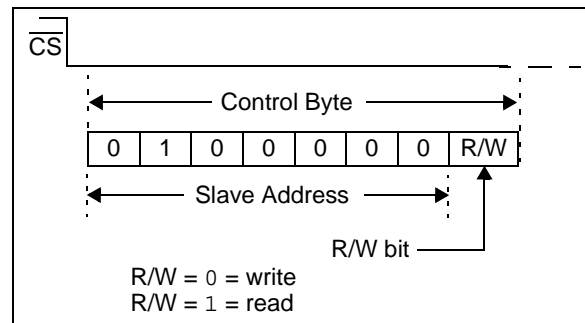 CS
Control Byte
0 1 0 0 0 0 0 R/W
Slave Address
R/W bit
R/W = 0 = write
R/W = 1 = read